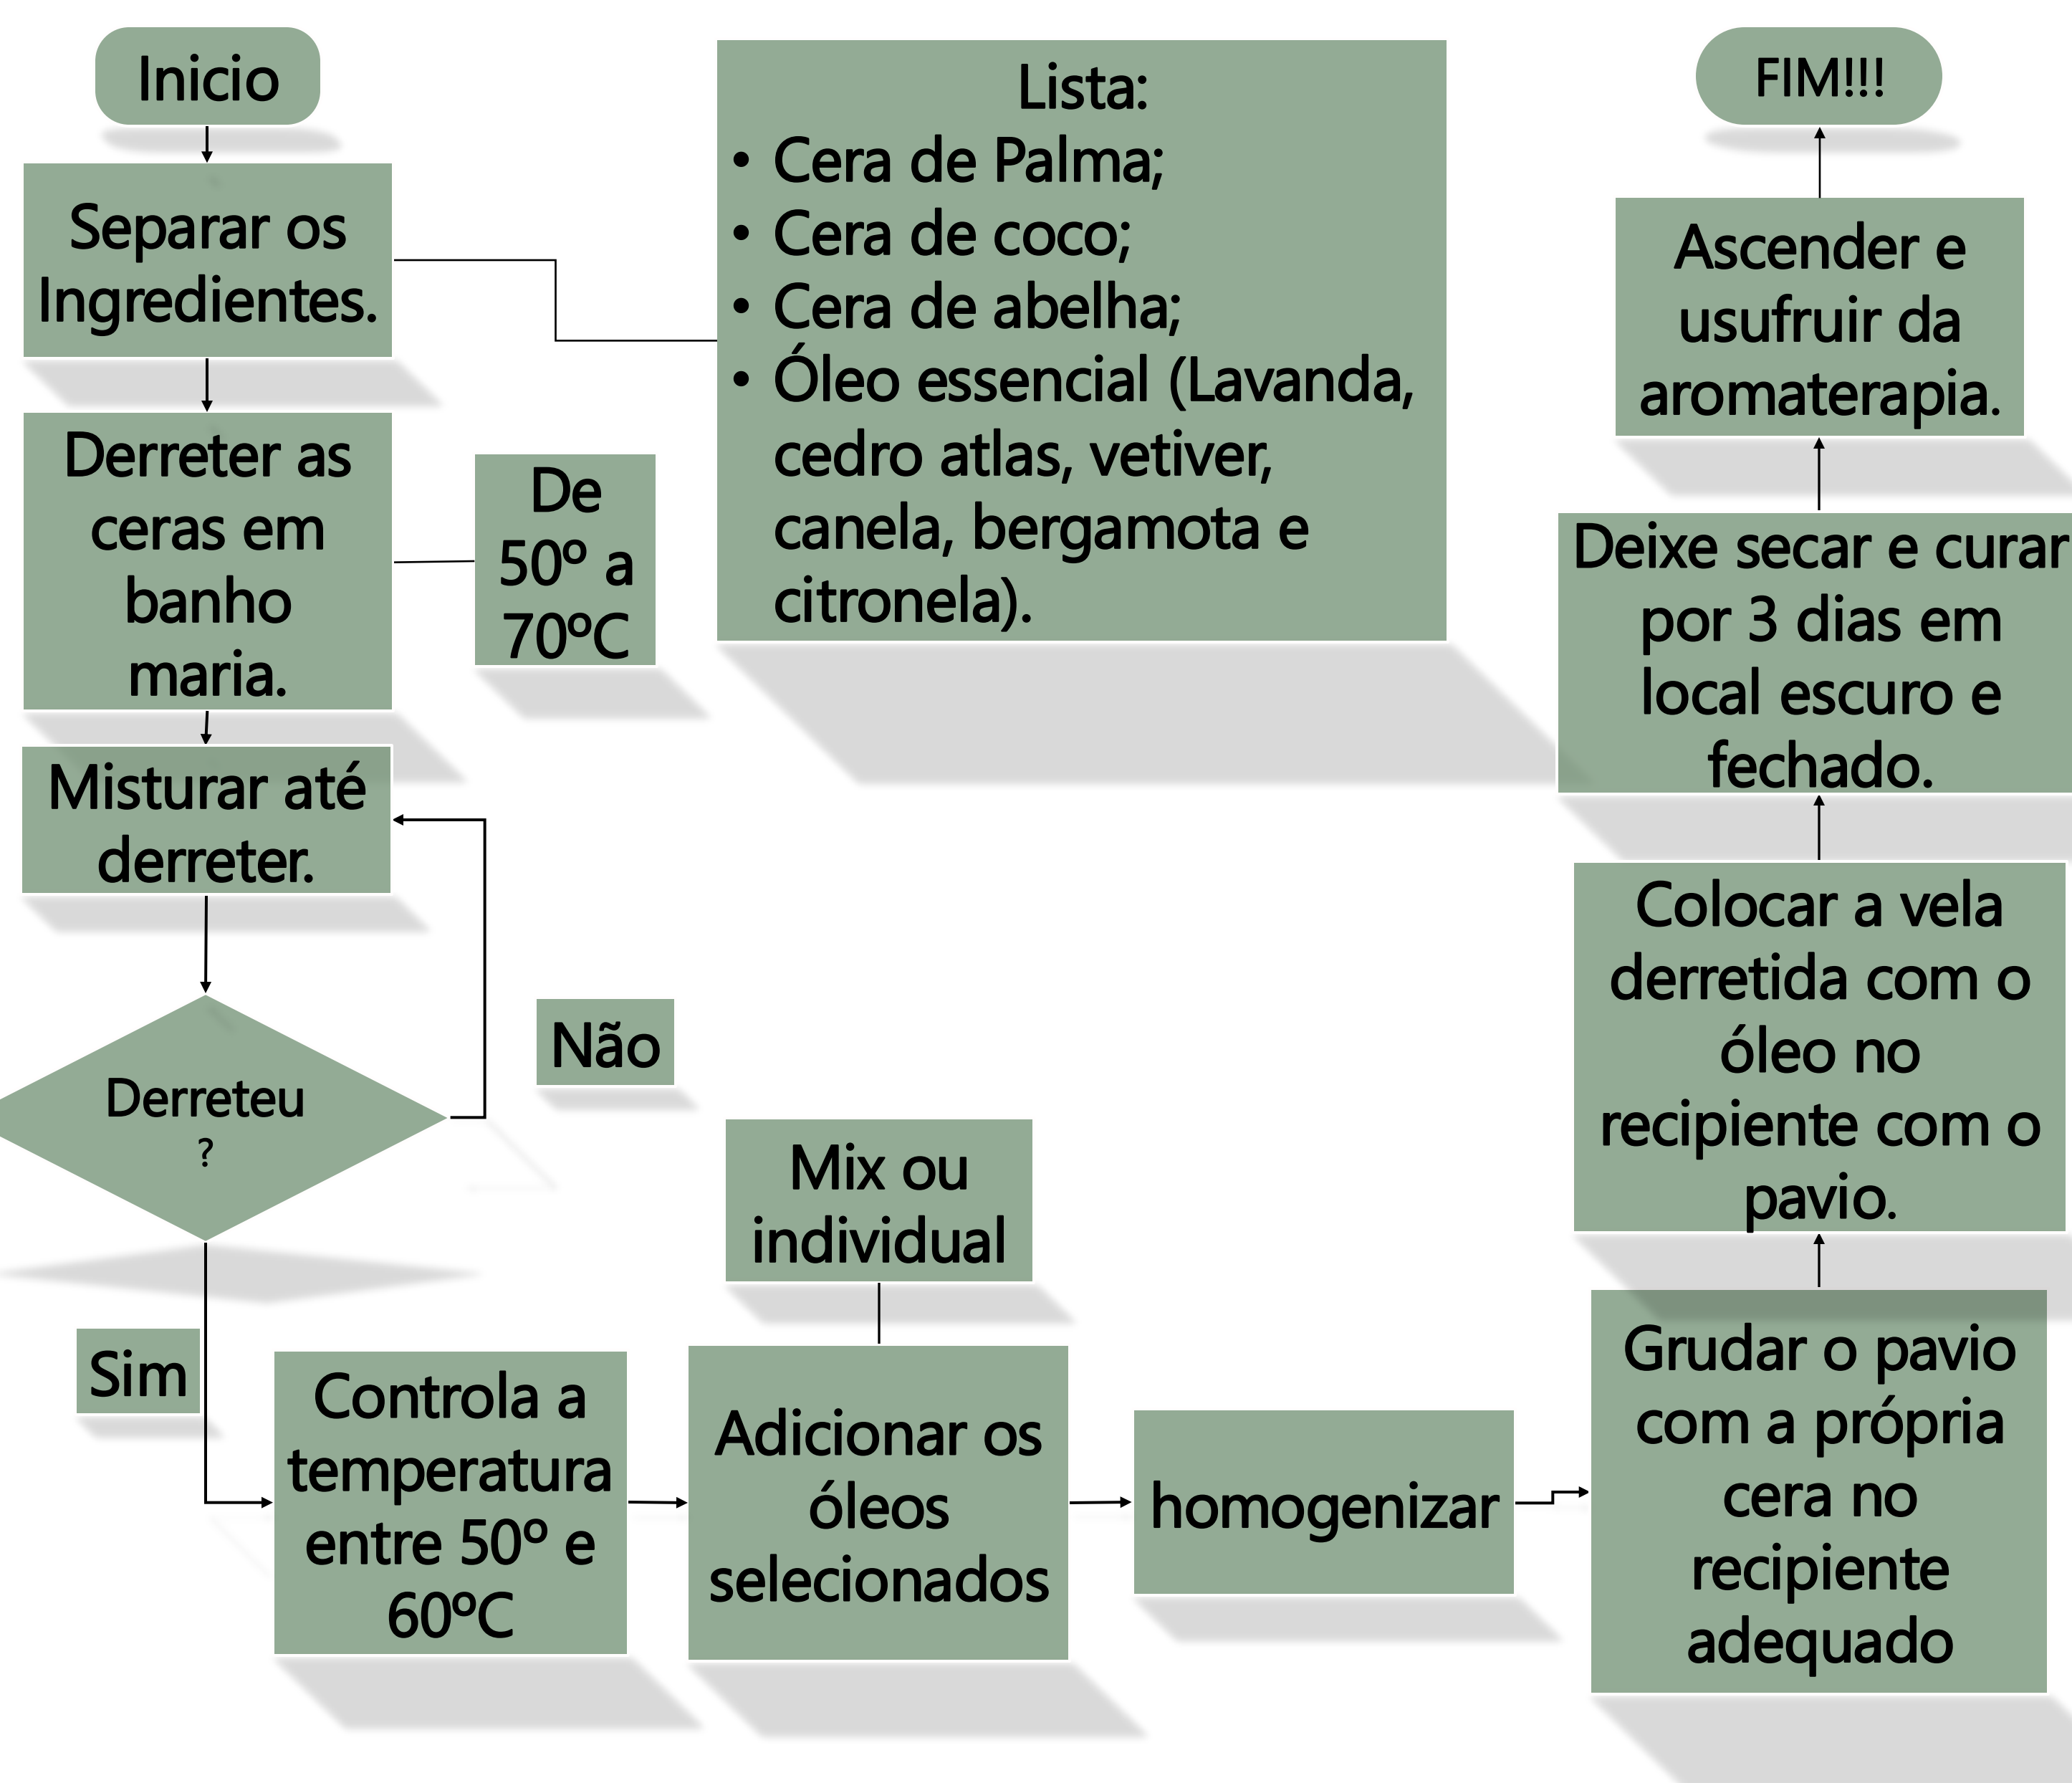 Inicio
Separar os
Ingredientes.
Lista:
• Cera de Palma;
• Cera de coco;
• Cera de abelha;
• Óleo essencial (Lavanda,
cedro atlas, vetiver,
canela, bergamota e
citronela).
Derreter as
ceras em
banho
maria.
De
50º a
70ºC
Misturar até
derreter.
Derreteu
?
Não
Sim
Controla a
temperatura
entre 50º e
60ºC
Mix ou
individual
Adicionar os
óleos
selecionados
homogenizar
Grudar o pavio
com a própria
cera no
recipiente
adequado
Colocar a vela
derretida com o
óleo no
recipiente com o
pavio.
Deixe secar e curar
por 3 dias em
local escuro e
fechado.
Ascender e
usufruir da
aromaterapia.
FIM!!!